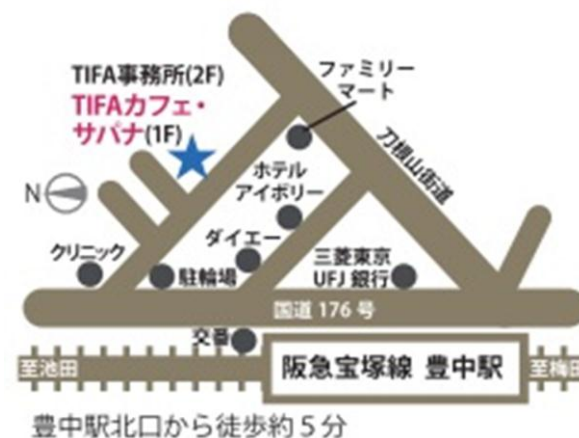 TIFA事務所(2F)
TIFAカフェ・
サパナ(1F)
ファミリー
マート
刀根山街道
N
ホテル
アイボリー
クリニック
駐輪場
ダイエー
三菱東京
UFJ 銀行
国道 176 号
交番
至池田
阪急宝塚線 豊中駅
至梅田
豊中駅北口から徒歩約 5 分